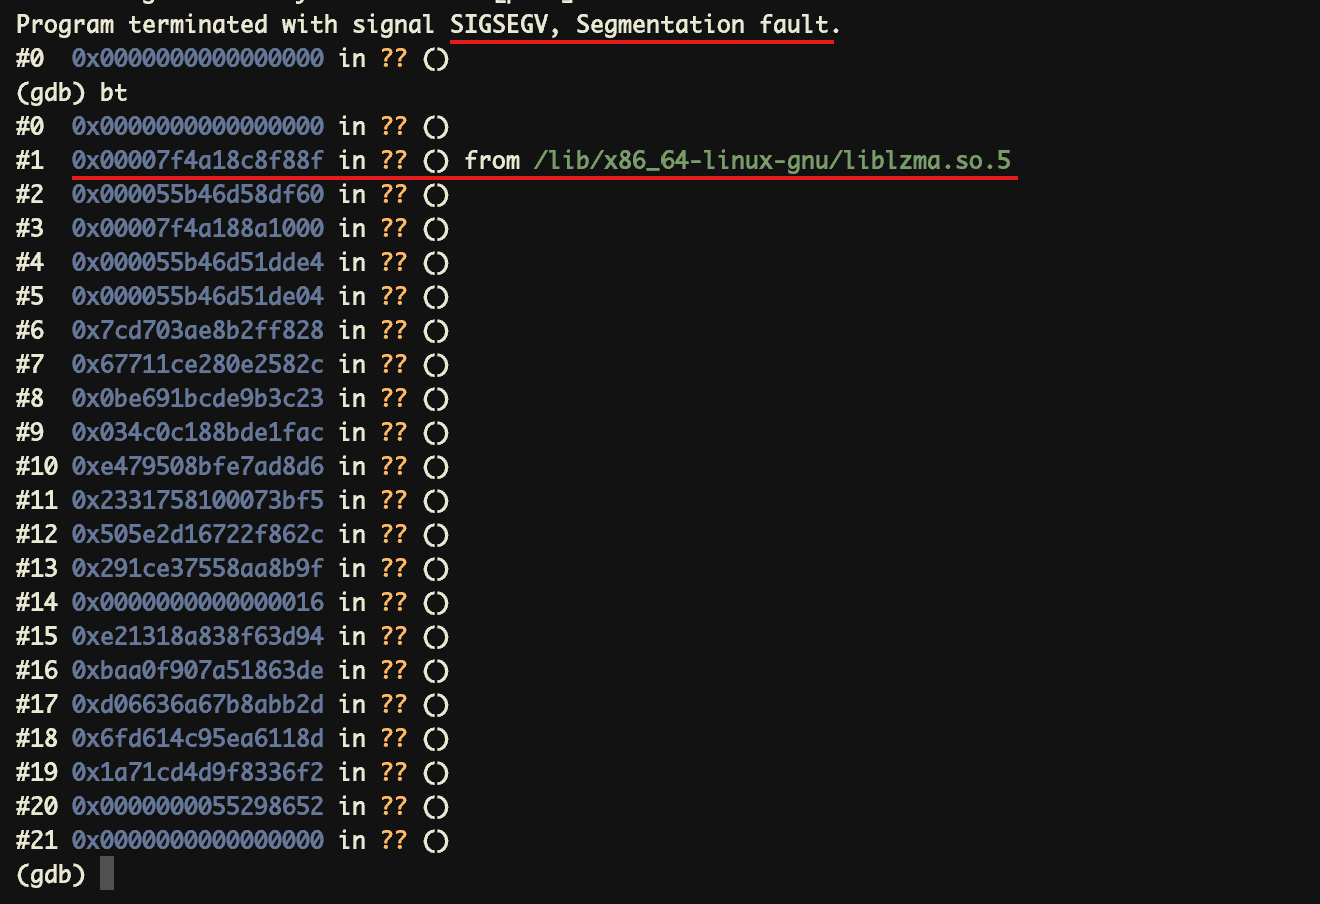 Program terminated with signal SIGSEGV, Segmentation fault.
#0  0x0000000000000000 in ?? ()
(gdb) bt
#0  0x0000000000000000 in ?? ()
#1  0x00007f4a18c8f88f in ?? () from /lib/x86_64-linux-gnu/liblzma.so.5
#2  0x000055b46d58df60 in ?? ()
#3  0x00007f4a188a1000 in ?? ()
#4  0x000055b46d51dde4 in ?? ()
#5  0x000055b46d51de04 in ?? ()
#6  0x7cd703ae8b2ff828 in ?? ()
#7  0x67711ce280e2582c in ?? ()
#8  0x0be691bcde9b3c23 in ?? ()
#9  0x034c0c188bde1fac in ?? ()
#10 0xe479508bfe7ad8d6 in ?? ()
#11 0x2331758100073bf5 in ?? ()
#12 0x505e2d16722f862c in ?? ()
#13 0x291ce37558aa8b9f in ?? ()
#14 0x0000000000000016 in ?? ()
#15 0xe21318a838f63d94 in ?? ()
#16 0xbaa0f907a51863de in ?? ()
#17 0xd06636a67b8abb2d in ?? ()
#18 0x6fd614c95ea6118d in ?? ()
#19 0x1a71cd4d9f8336f2 in ?? ()
#20 0x0000000055298652 in ?? ()
#21 0x0000000000000000 in ?? ()
(gdb)